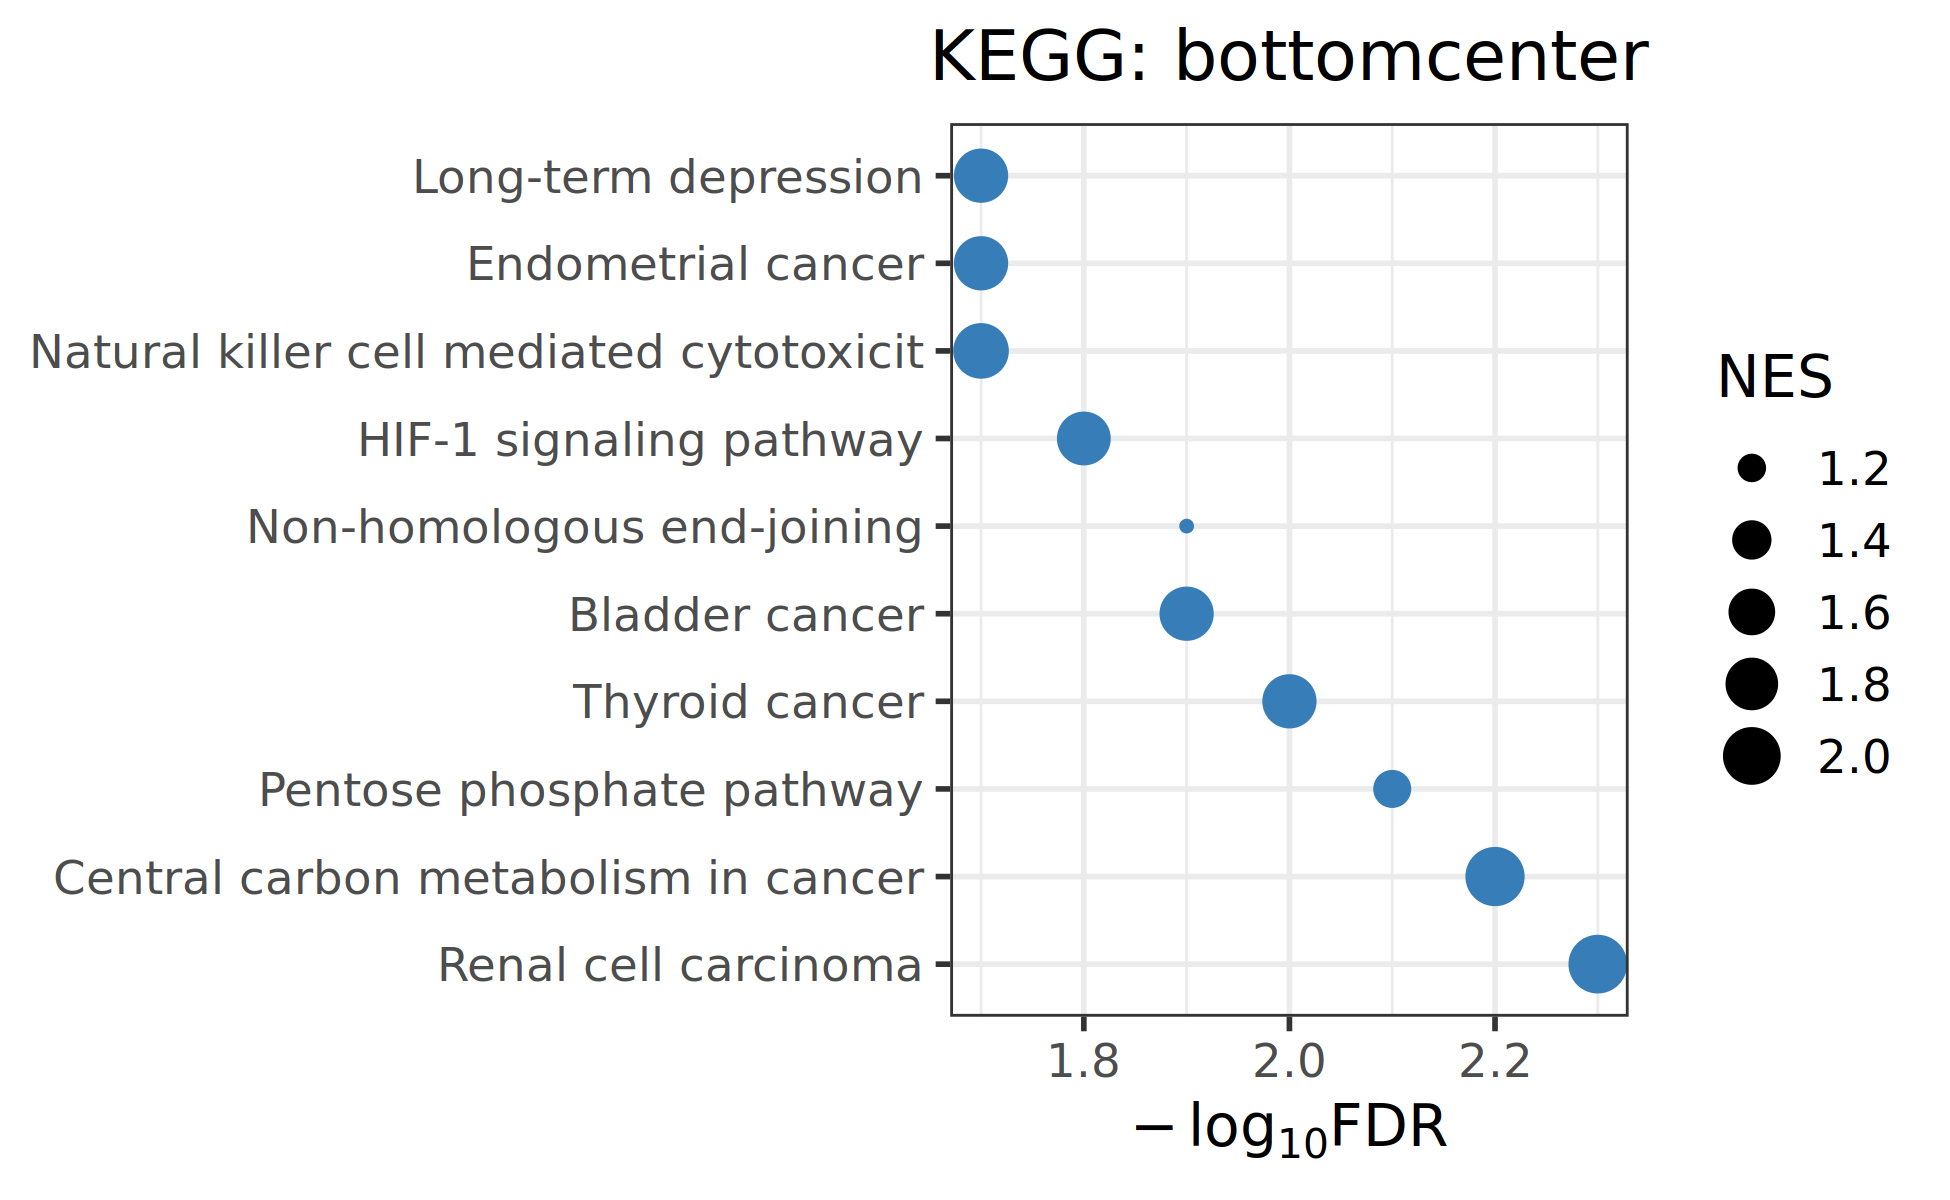 KEGG: bottomcenter
Long-term depression
Endometrial cancer
Natural killer cell mediated cytotoxicit
HIF-1 signaling pathway
Non-homologous end-joining
Bladder cancer
Thyroid cancer
Pentose phosphate pathway
Central carbon metabolism in cancer
Renal cell carcinoma
1.8 2.0 2.2
−log₁₀FDR
NES
1.2
1.4
1.6
1.8
2.0